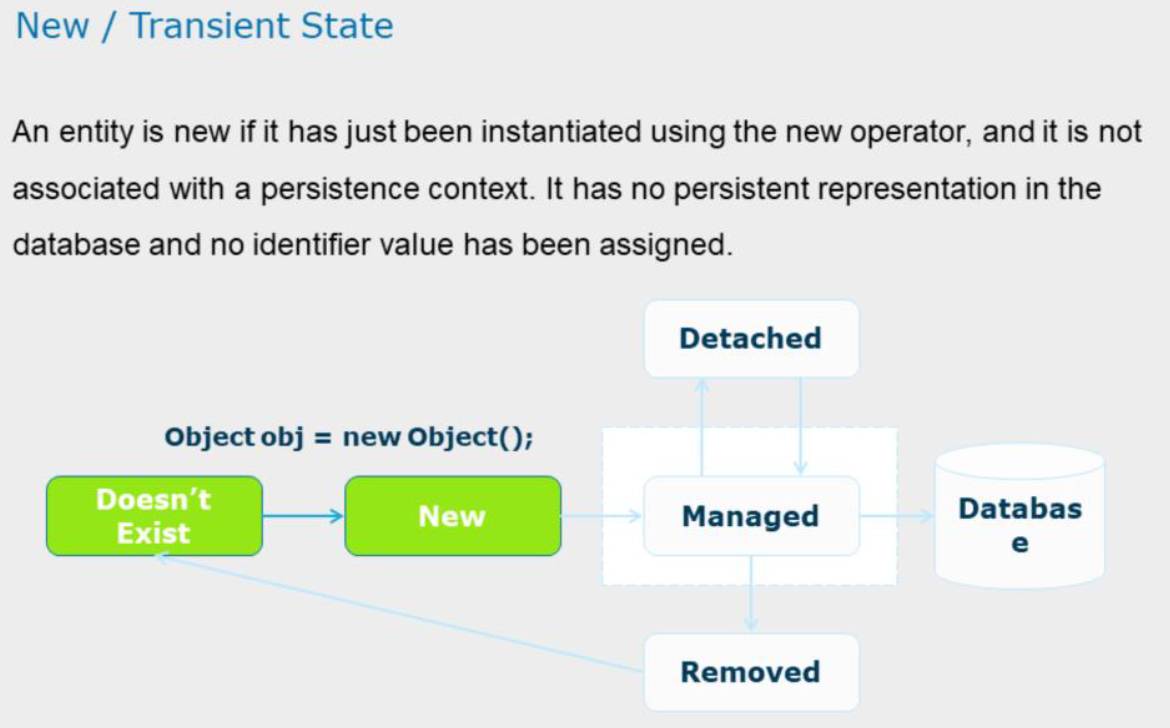 New / Transient State
An entity is new if it has just been instantiated using the new operator, and it is not
associated with a persistence context. It has no persistent representation in the
database and no identifier value has been assigned.
Detached
Object obj = new Object();
Doesn’t
Exist
New
Managed
Databas
e
Removed